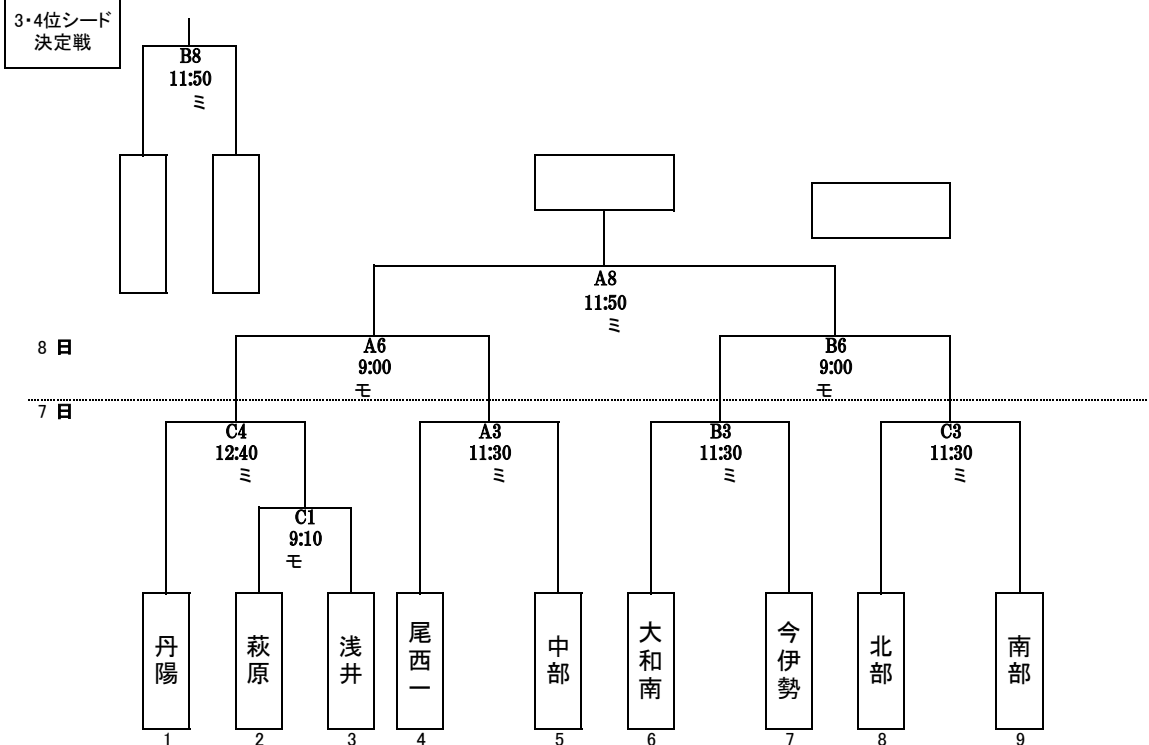 3・4位シード
決定戦
B8
11:50
ミ
A8
11:50
ミ
8 日
A6
9:00
モ
B6
9:00
モ
7 日
C4
12:40
ミ
A3
11:30
ミ
B3
11:30
ミ
C3
11:30
ミ
C1
9:10
モ
丹陽
萩原
浅井
尾西一
中部
大和南
今伊勢
北部
南部
1 2 3 4 5 6 7 8 9